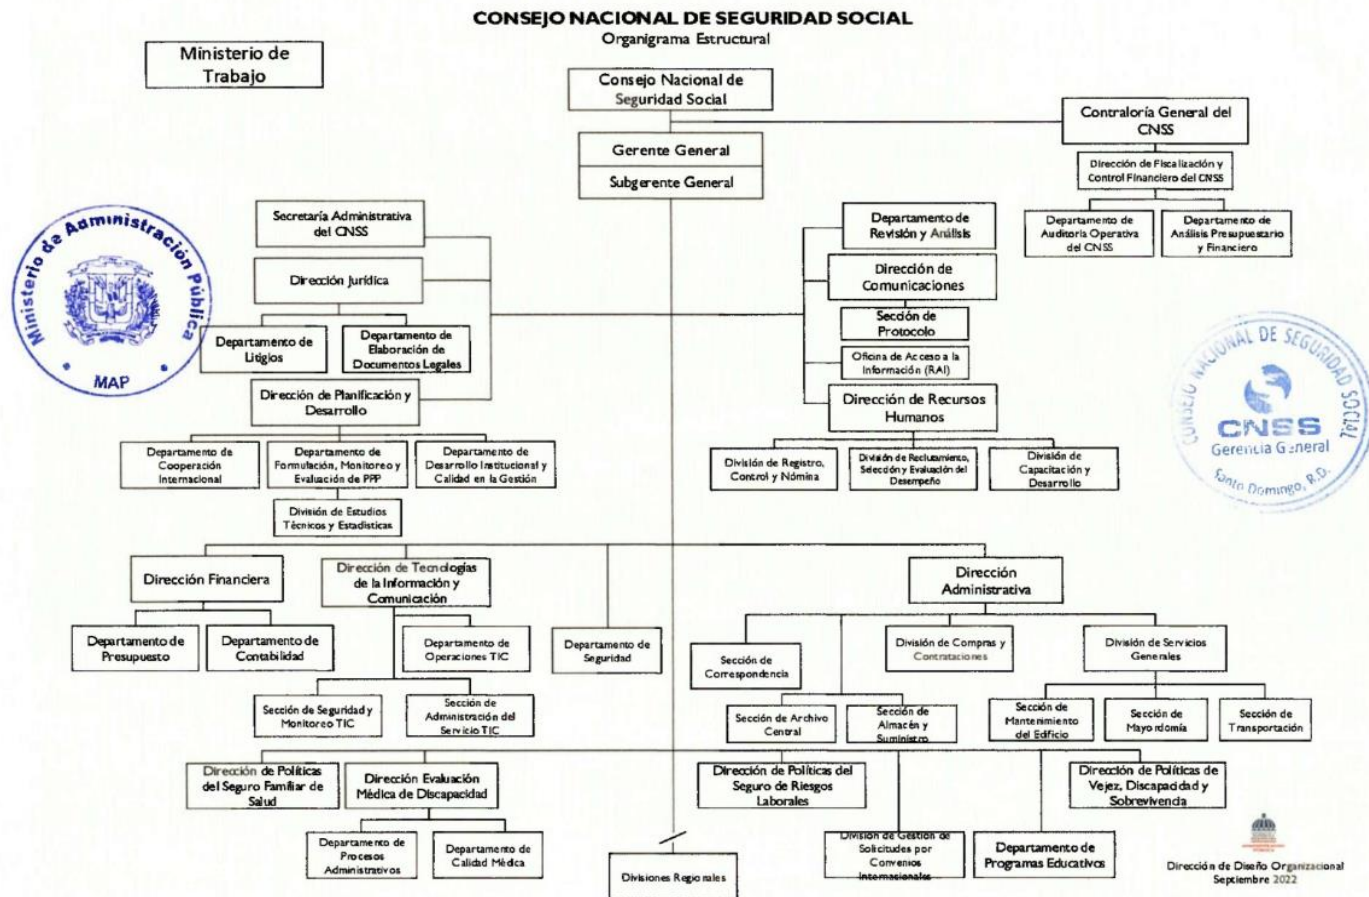 CONSEJO NACIONAL DE SEGURIDAD SOCIAL
Organigrama Estructural
Ministerio de
Trabajo
Consejo Nacional de
Seguridad Social
Contraloría General del
CNSS
Gerente General
Subgerente General
Dirección de Fiscalización y
Control Financiero del CNSS
Departamento de
Auditoría Operativa
del CNSS
Departamento de
Análisis Presupuestario
y Financiero
Secretaría Administrativa
del CNSS
Departamento de
Revisión y Análisis
Dirección Jurídica
Dirección de
Comunicaciones
Sección de
Protocolo
Departamento de
Litigios
Departamento de
Elaboración de
Documentos Legales
Oficina de Acceso a la
Información (RAI)
Dirección de Planificación y
Desarrollo
Dirección de Recursos
Humanos
Departamento de
Cooperación
Internacional
Departamento de
Formulación, Monitoreo y
Evaluación de PPP
Departamento de
Desarrollo Institucional y
Calidad en la Gestión
División de Registro,
Control y Nómina
División de Reclutamiento,
Selección y Evaluación del
Desempeño
División de
Capacitación y
Desarrollo
División de Estudios
Técnicos y Estadísticas
Ministerio de Administración Pública
MAP
CONSEJO NACIONAL DE SEGURIDAD SOCIAL
CNSS
Gerencia General
Santo Domingo, R.D.
Dirección Financiera
Dirección de Tecnologías
de la Información y
Comunicación
Dirección
Administrativa
Departamento de
Presupuesto
Departamento de
Contabilidad
Departamento de
Operaciones TIC
Departamento de
Seguridad
Sección de
Correspondencia
División de Compras y
Contrataciones
División de Servicios
Generales
Sección de Seguridad y
Monitoreo TIC
Sección de
Administración del
Servicio TIC
Sección de Archivo
Central
Sección de
Almacén y
Suministro
Sección de
Mantenimiento
del Edificio
Sección de
Mayordomía
Sección de
Transportación
Dirección de Políticas
del Seguro Familiar de
Salud
Dirección Evaluación
Médica de Discapacidad
Dirección de Políticas del
Seguro de Riesgos
Laborales
Dirección de Políticas de
Vejez, Discapacidad y
Sobrevivencia
Departamento de
Procesos
Administrativos
Departamento de
Calidad Médica
Divisiones Regionales
División de Gestión de
Solicitudes por
Convenios
Internacionales
Departamento de
Programas Educativos
Dirección de Diseño Organizacional
Septiembre 2022